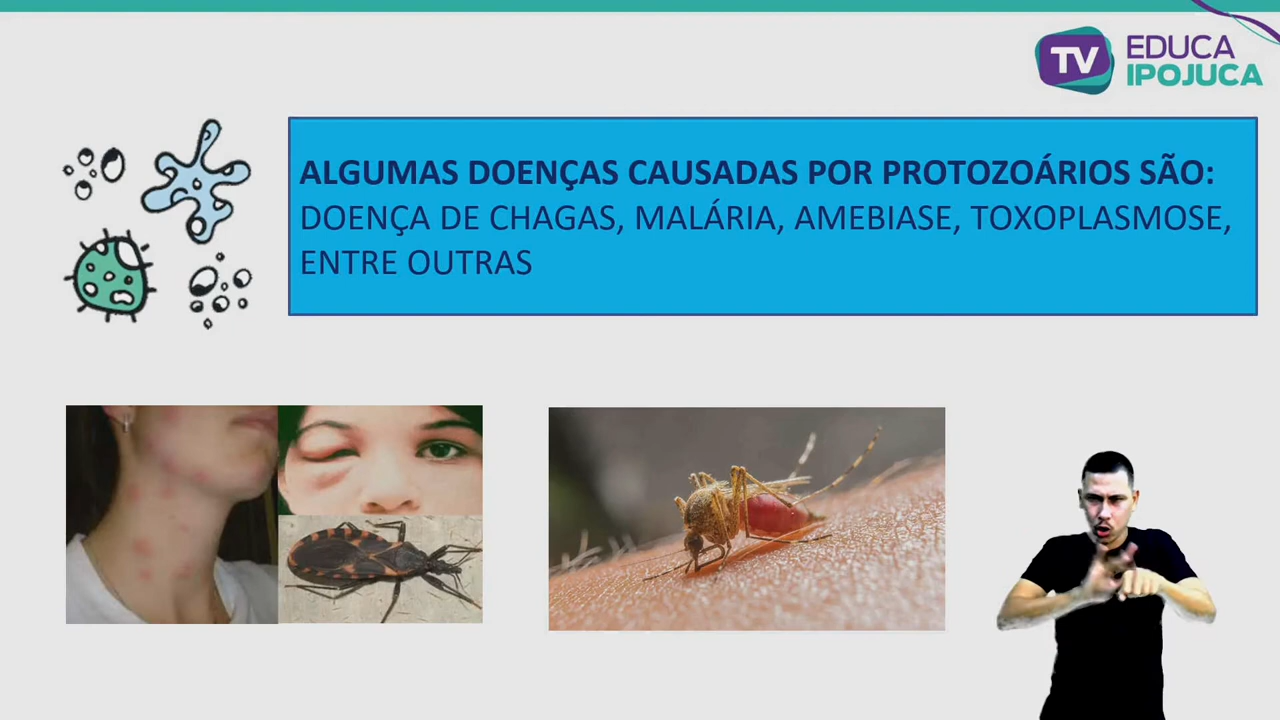 TV EDUCA
IPOJUCA
ALGUMAS DOENÇAS CAUSADAS POR PROTOZOÁRIOS SÃO:
DOENÇA DE CHAGAS, MALÁRIA, AMEBIASE, TOXOPLASMOSE,
ENTRE OUTRAS